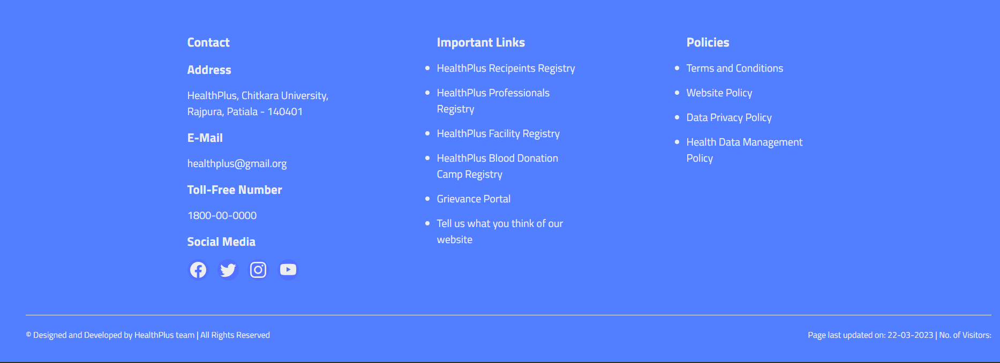 Contact
Address
HealthPlus, Chitkara University,
Rajpura, Patiala - 140401
E-Mail
healthplus@gmail.org
Toll-Free Number
1800-00-0000
Social Media
Important Links
HealthPlus Recipeints Registry
HealthPlus Professionals
Registry
HealthPlus Facility Registry
HealthPlus Blood Donation
Camp Registry
Grievance Portal
Tell us what you think of our
website
Policies
Terms and Conditions
Website Policy
Data Privacy Policy
Health Data Management
Policy
© Designed and Developed by HealthPlus team | All Rights Reserved
Page last updated on: 22-03-2023 | No. of Visitors: